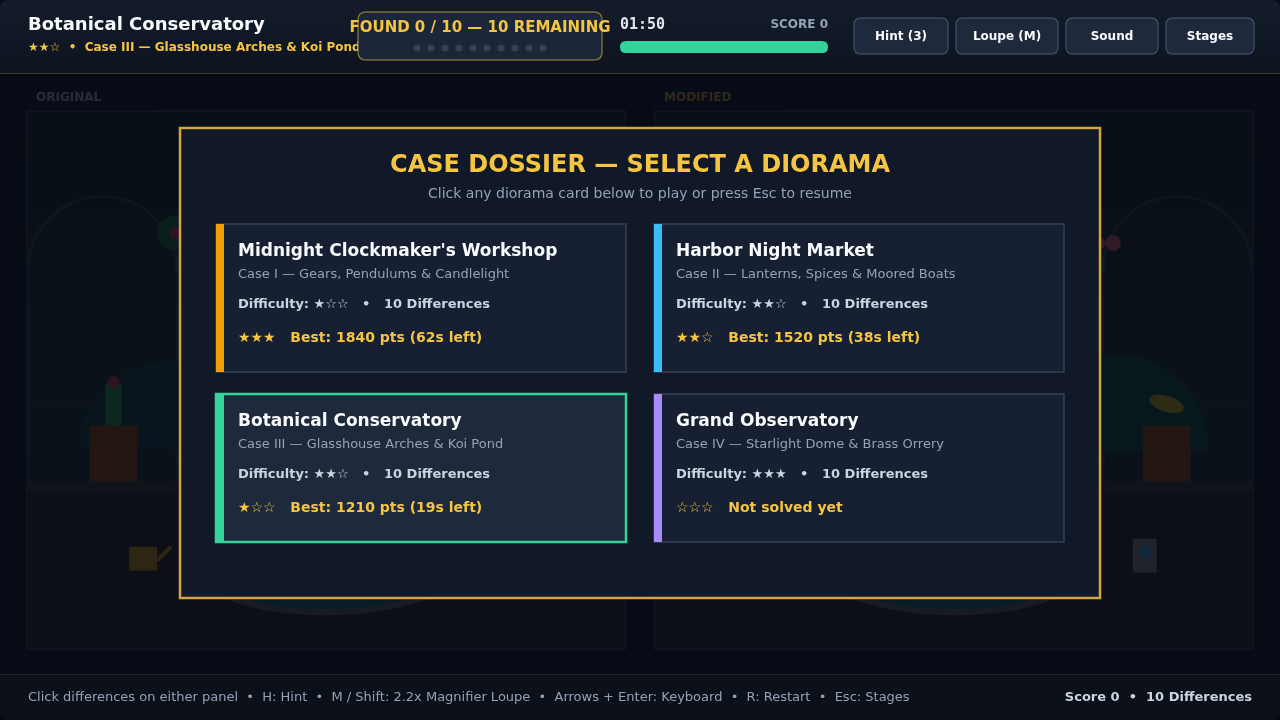 Botanical Conservatory
★★☆ • Case III — Glasshouse Arches & Koi Pond
FOUND 0 / 10 — 10 REMAINING
01:50
SCORE 0
Hint (3)
Loupe (M)
Sound
Stages
ORIGINAL
MODIFIED
CASE DOSSIER — SELECT A DIORAMA
Click any diorama card below to play or press Esc to resume
Midnight Clockmaker's Workshop
Case I — Gears, Pendulums & Candlelight
Difficulty: ★☆☆ • 10 Differences
★★★ Best: 1840 pts (62s left)
Harbor Night Market
Case II — Lanterns, Spices & Moored Boats
Difficulty: ★★☆ • 10 Differences
★★☆ Best: 1520 pts (38s left)
Botanical Conservatory
Case III — Glasshouse Arches & Koi Pond
Difficulty: ★★☆ • 10 Differences
★☆☆ Best: 1210 pts (19s left)
Grand Observatory
Case IV — Starlight Dome & Brass Orrery
Difficulty: ★★★ • 10 Differences
☆☆☆ Not solved yet
Click differences on either panel • H: Hint • M / Shift: 2.2x Magnifier Loupe • Arrows + Enter: Keyboard • R: Restart • Esc: Stages
Score 0 • 10 Differences